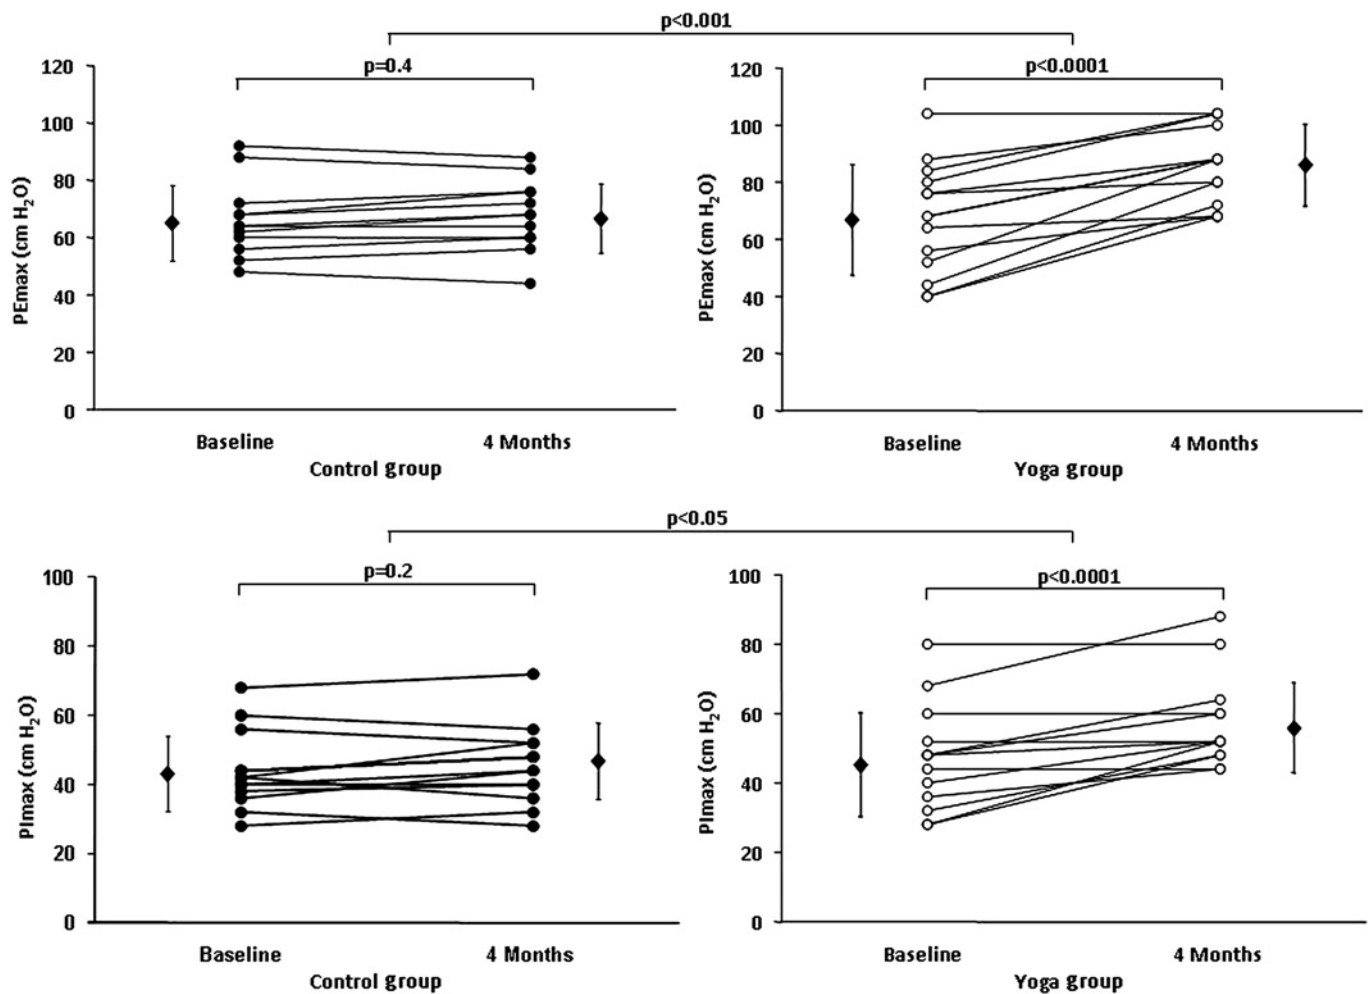 p<0.001
p=0.4
p<0.0001
PEmax (cm H₂O)
120
100
80
60
40
20
0
Baseline
4 Months
Control group
PEmax (cm H₂O)
120
100
80
60
40
20
0
Baseline
4 Months
Yoga group
p<0.05
p=0.2
p<0.0001
PImax (cm H₂O)
100
80
60
40
20
0
Baseline
4 Months
Control group
PImax (cm H₂O)
100
80
60
40
20
0
Baseline
4 Months
Yoga group